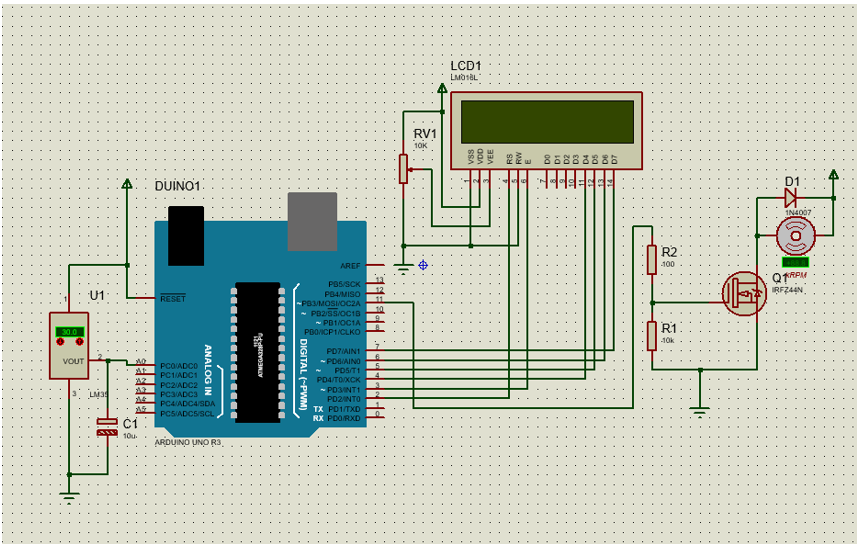 LCD1
LM016L
RV1
10K
VSS
VDD
VEE
RS
RW
E
D0
D1
D2
D3
D4
D5
D6
D7
1
2
3
4
5
6
7
8
9
10
11
12
13
14
DUINO1
D1
1N4007
kRPM
Q1
IRFZ44N
R2
100
R1
10k
U1
1
30.0
VOUT
2
3
LM35
C1
10u
RESET
A0
A1
A2
A3
A4
A5
PC0/ADC0
PC1/ADC1
PC2/ADC2
PC3/ADC3
PC4/ADC4/SDA
PC5/ADC5/SCL
ANALOG IN
ATMEGA328P-PU
DIGITAL (~PWM)
AREF
PB5/SCK 13
PB4/MISO 12
~PB3/MOSI/OC2A 11
~PB2/SS/OC1B 10
~PB1/OC1A 9
PB0/ICP1/CLKO 8
PD7/AIN1 7
~PD6/AIN0 6
~PD5/T1 5
PD4/T0/XCK 4
~PD3/INT1 3
PD2/INT0 2
TX PD1/TXD 1
RX PD0/RXD 0
ARDUINO UNO R3